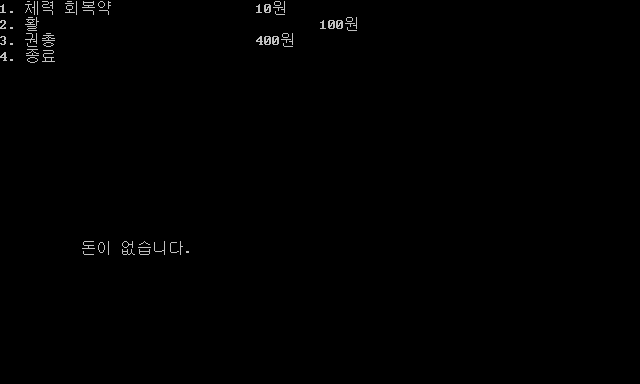 1. 체력 회복약 10원
2. 활 100원
3. 권총 400원
4. 종료
돈이 없습니다.